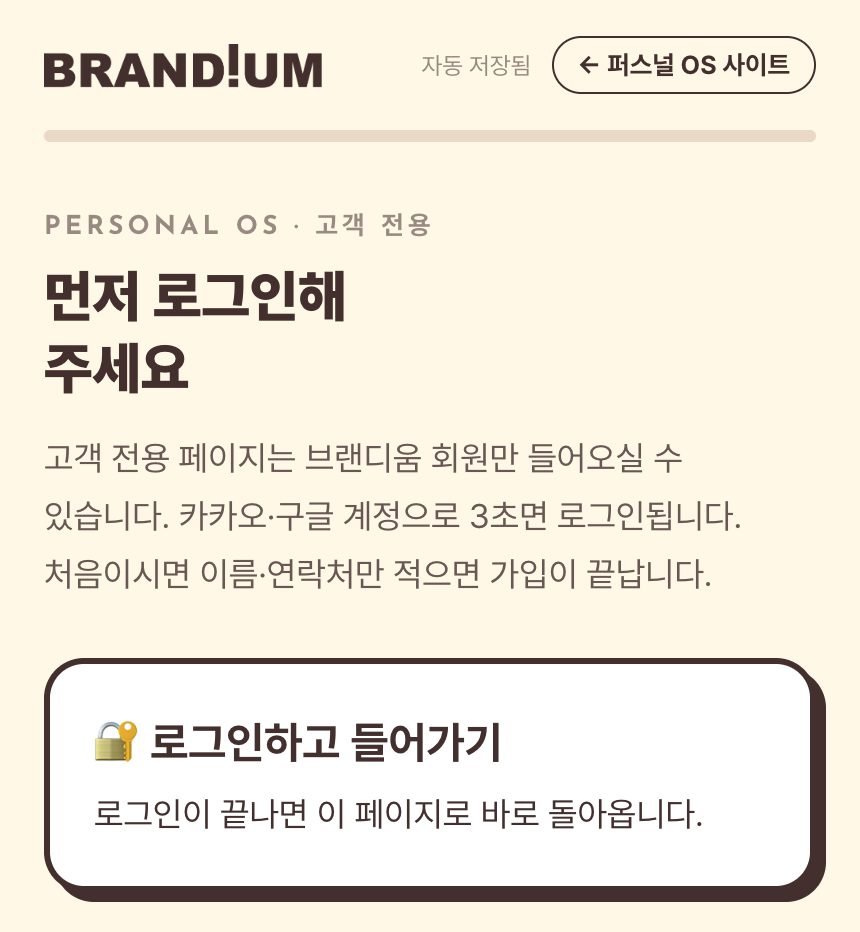 BRAND!UM
자동 저장됨
← 퍼스널 OS 사이트
PERSONAL OS · 고객 전용
먼저 로그인해
주세요
고객 전용 페이지는 브랜디움 회원만 들어오실 수
있습니다. 카카오·구글 계정으로 3초면 로그인됩니다.
처음이시면 이름·연락처만 적으면 가입이 끝납니다.
🔐 로그인하고 들어가기
로그인이 끝나면 이 페이지로 바로 돌아옵니다.